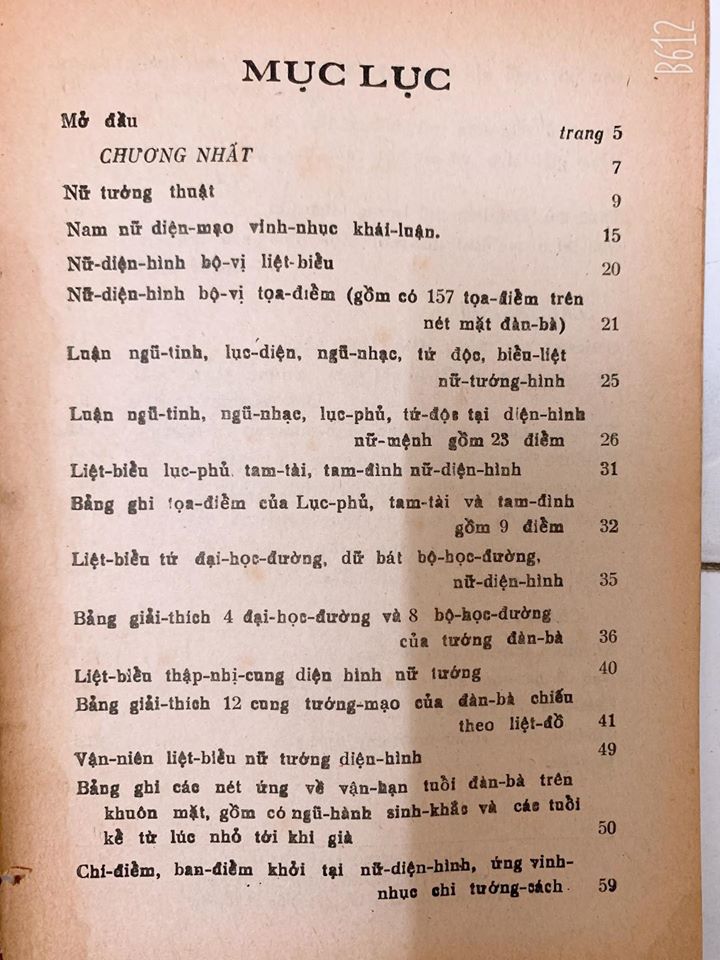 B612
MỤC LỤC
Mở đầu trang 5
CHƯƠNG NHẤT 7
Nữ tướng thuật 9
Nam nữ diện-mạo vinh-nhục khái-luận. 15
Nữ-diện-hình bộ-vị liệt-biểu 20
Nữ-diện-hình bộ-vị tọa-điểm (gồm có 157 tọa-điểm trên
nét mặt đàn-bà) 21
Luận ngũ-tinh, lục-diện, ngũ-nhạc, tứ độc, biểu-liệt
nữ-tướng-hình 25
Luận ngũ-tinh, ngũ-nhạc, lục-phủ, tứ-độc tại diện-hình
nữ-mệnh gồm 23 điểm 26
Liệt-biểu lục-phủ tam-tài, tam-đình nữ-diện-hình 31
Bảng ghi tọa-điểm của Lục-phủ, tam-tài và tam-đình
gồm 9 điểm 32
Liệt-biểu tứ đại-học-đường, dữ bát bộ-học-đường,
nữ-diện-hình 35
Bảng giải-thích 4 đại-học-đường và 8 bộ-học-đường
của tướng đàn-bà 36
Liệt-biểu thập-nhị-cung diện hình nữ tướng 40
Bảng giải-thích 12 cung tướng-mạo của đàn-bà chiếu
theo liệt-đồ 41
Vận-niên liệt-biểu nữ tướng diện-hình 49
Bảng ghi các nét ứng về vận-hạn tuổi đàn-bà trên
khuôn mặt, gồm có ngũ-hành sinh-khắc và các tuổi
kể từ lúc nhỏ tới khi già 50
Chí-điểm, ban-điểm khởi tại nữ-diện-hình, ứng vinh-
nhục chi tướng-cách 59